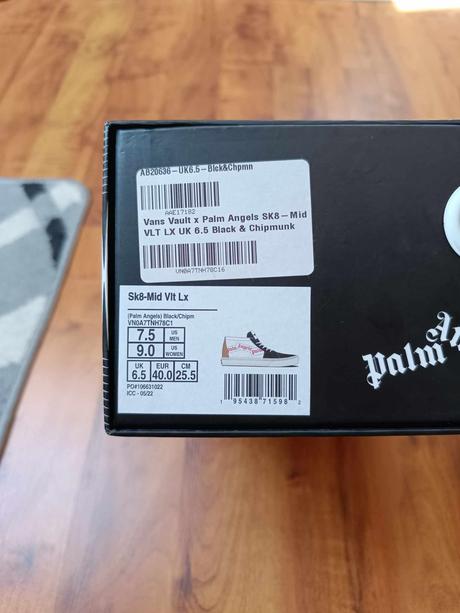 AB20636-UK6.5-Blck&Chpmn
AAE17182
Vans Vault x Palm Angels SK8-Mid
VLT LX UK 6.5 Black & Chipmunk
VN0A7TNH78C16
Sk8-Mid Vlt Lx
(Palm Angels) Black/Chipm
VN0A7TNH78C1
7.5 US MEN
9.0 US WOMEN
UK EUR CM
6.5 40.0 25.5
PO#106631022
ICC - 05/22
1 95438 71598 2
Palm